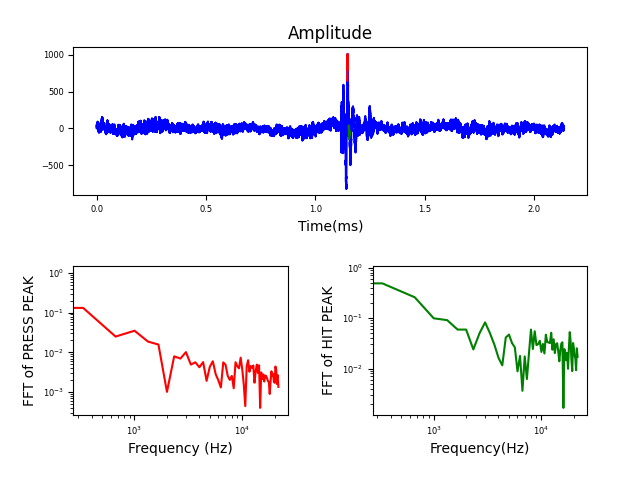 Amplitude
1000
500
0
−500
0.0 0.5 1.0 1.5 2.0
Time(ms)
FFT of PRESS PEAK
10⁰
10⁻¹
10⁻²
10⁻³
10³ 10⁴
Frequency (Hz)
FFT of HIT PEAK
10⁰
10⁻¹
10⁻²
10³ 10⁴
Frequency(Hz)